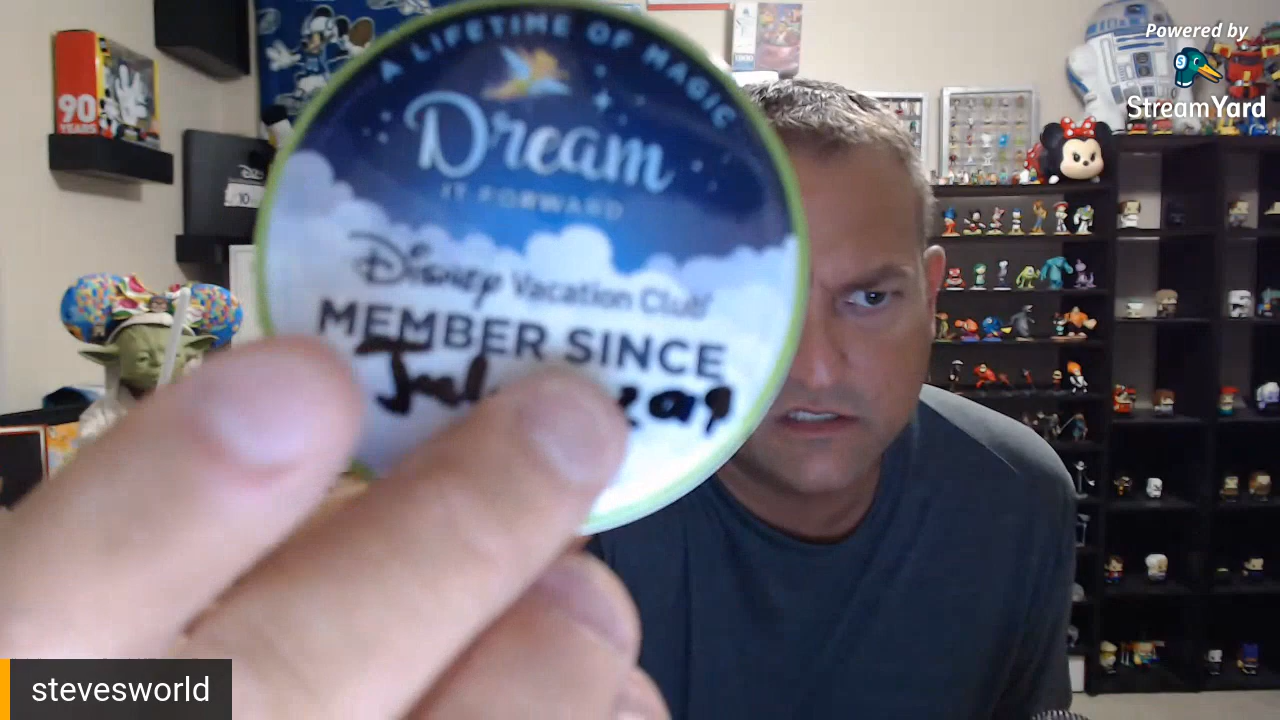 Powered by
StreamYard
A LIFETIME OF MAGIC
Dream
IT FORWARD
Disney Vacation Club
MEMBER SINCE
90
YEARS
stevesworld